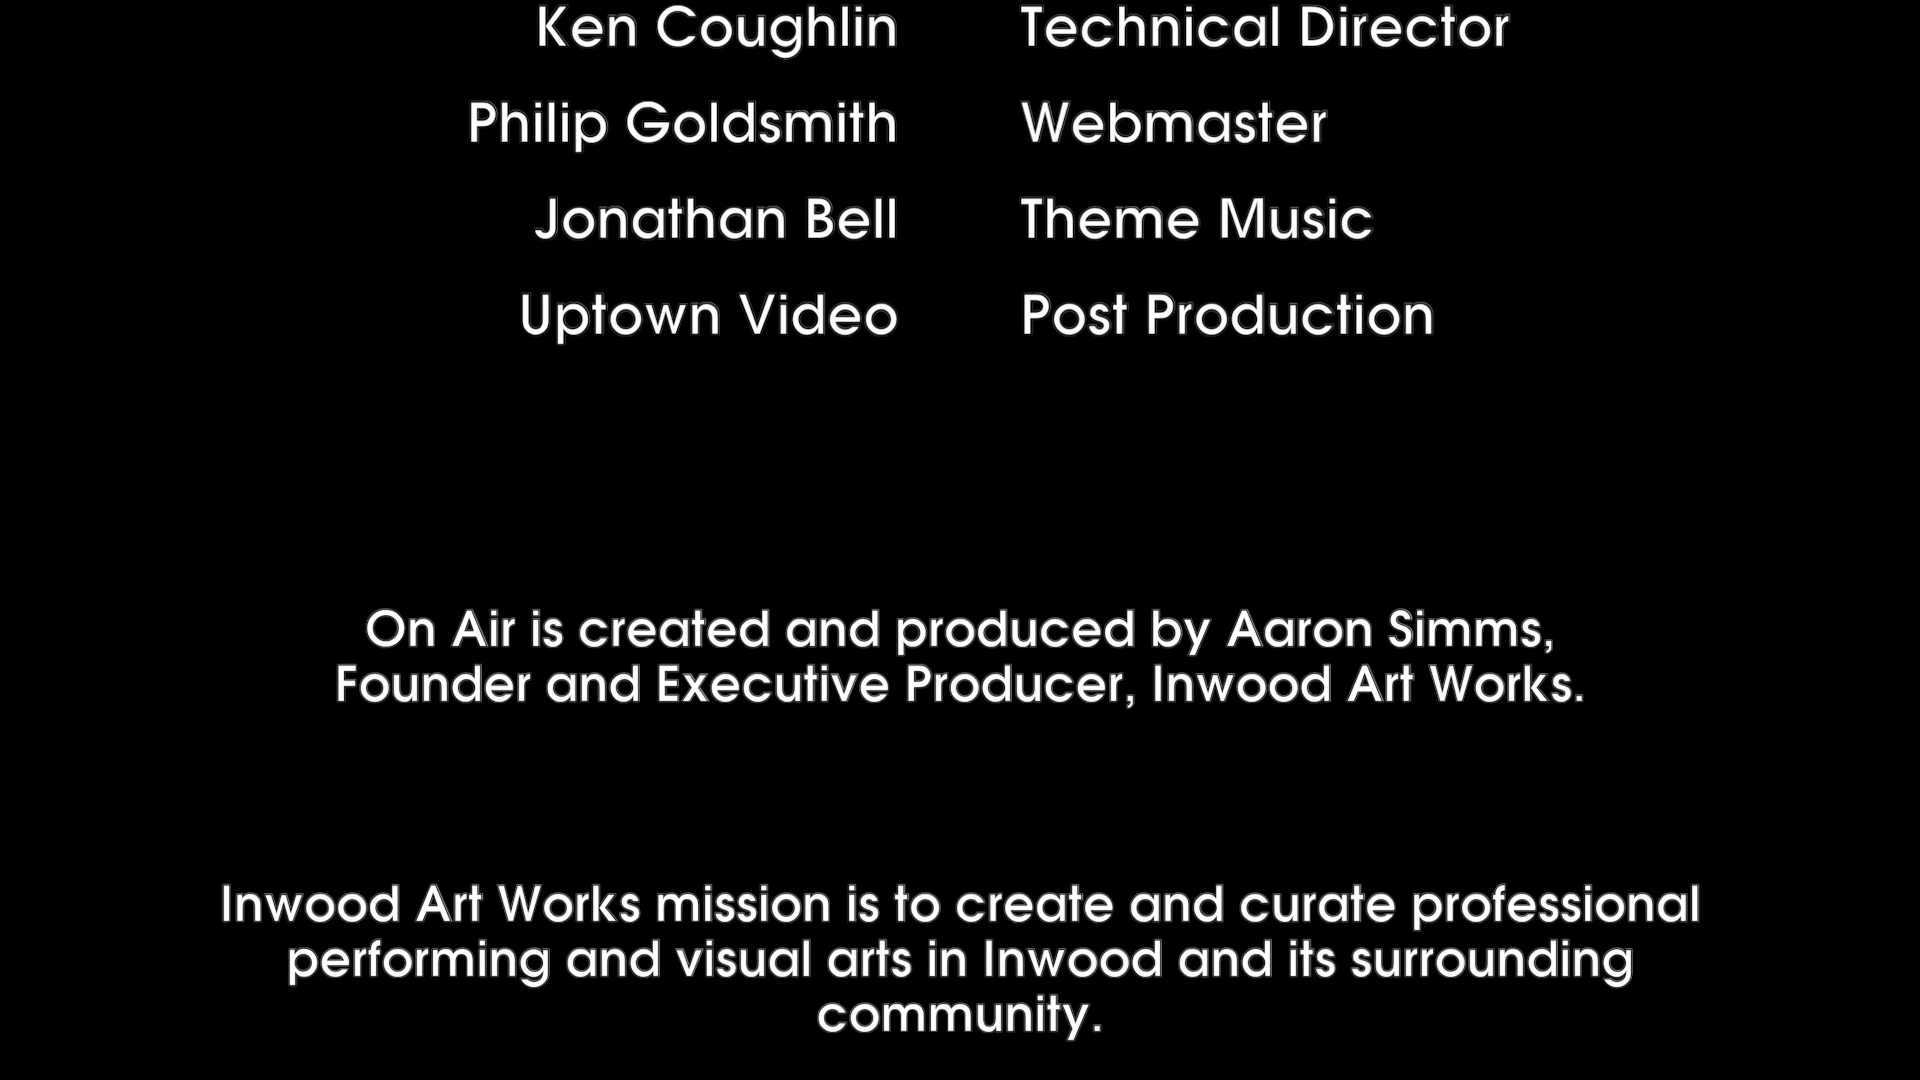 Ken Coughlin Technical Director
Philip Goldsmith Webmaster
Jonathan Bell Theme Music
Uptown Video Post Production
On Air is created and produced by Aaron Simms,
Founder and Executive Producer, Inwood Art Works.
Inwood Art Works mission is to create and curate professional
performing and visual arts in Inwood and its surrounding
community.